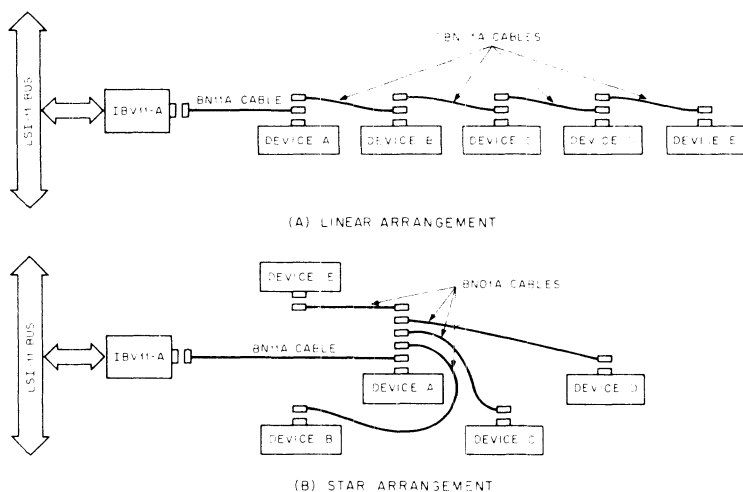 LSI-11 BUS
CABLES
IBV11-A
BN11A CABLE
DEVICE A
DEVICE B
DEVICE
DEVICE
DEVICE E
(A) LINEAR ARRANGEMENT
LSI-11 BUS
DEVICE E
BN01A CABLES
IBV11-A
BN11A CABLE
DEVICE A
DEVICE D
DEVICE B
DEVICE C
(B) STAR ARRANGEMENT